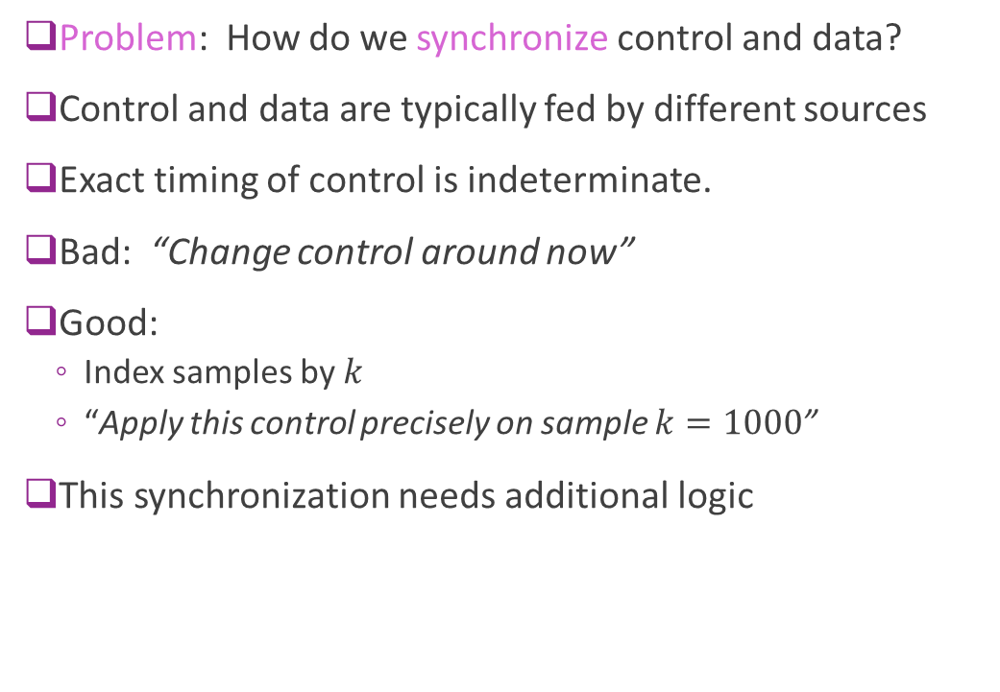 ❑Problem:  How do we synchronize control and data?
❑Control and data are typically fed by different sources
❑Exact timing of control is indeterminate.
❑Bad:  “Change control around now”
❑Good:
◦ Index samples by 𝑘
◦ “Apply this control precisely on sample 𝑘 = 1000”
❑This synchronization needs additional logic